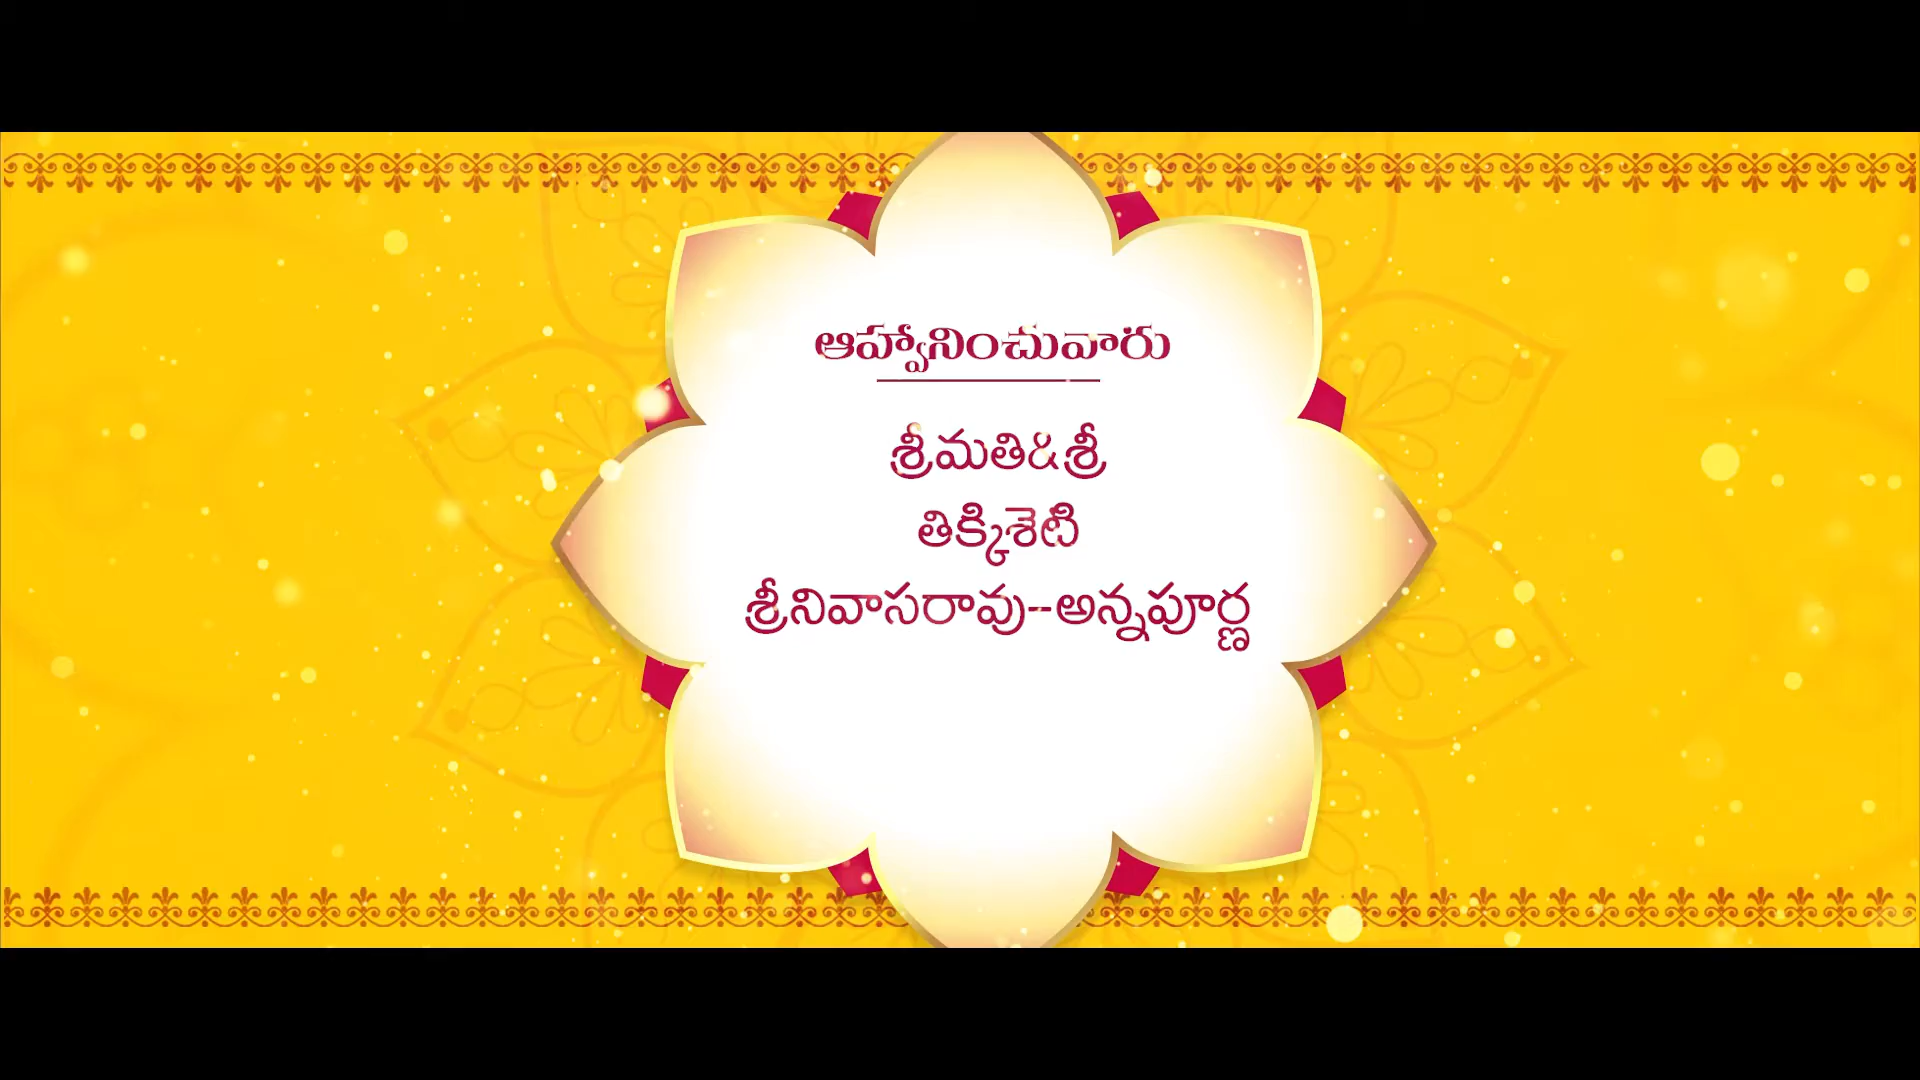 ఆహ్వానించువారు
శ్రీమతి&శ్రీ
తిక్కిశెటి
శ్రీనివాసరావు--అన్నపూర్ణ